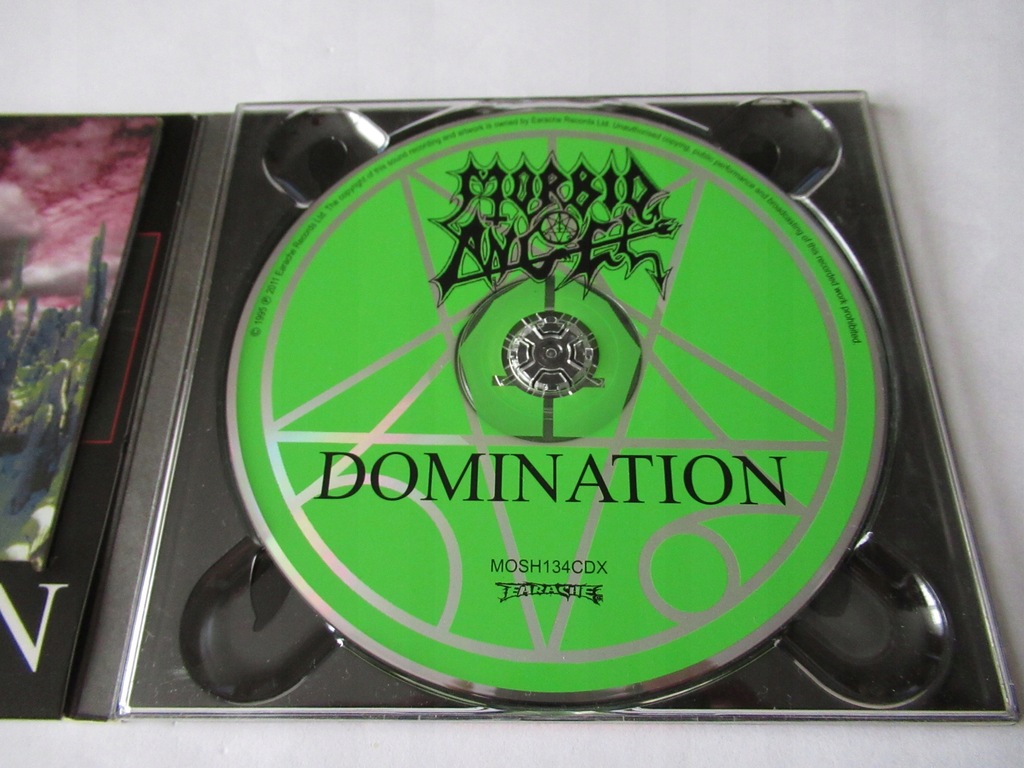 © 1995 ℗ 2011 Earache Records Ltd. The copyright of this sound recording and artwork is owned by Earache Records Ltd. Unauthorised copying, public performance and broadcasting of this recorded work prohibited.
MORBID
ANGEL
DOMINATION
MOSH134CDX
EARACHE
N